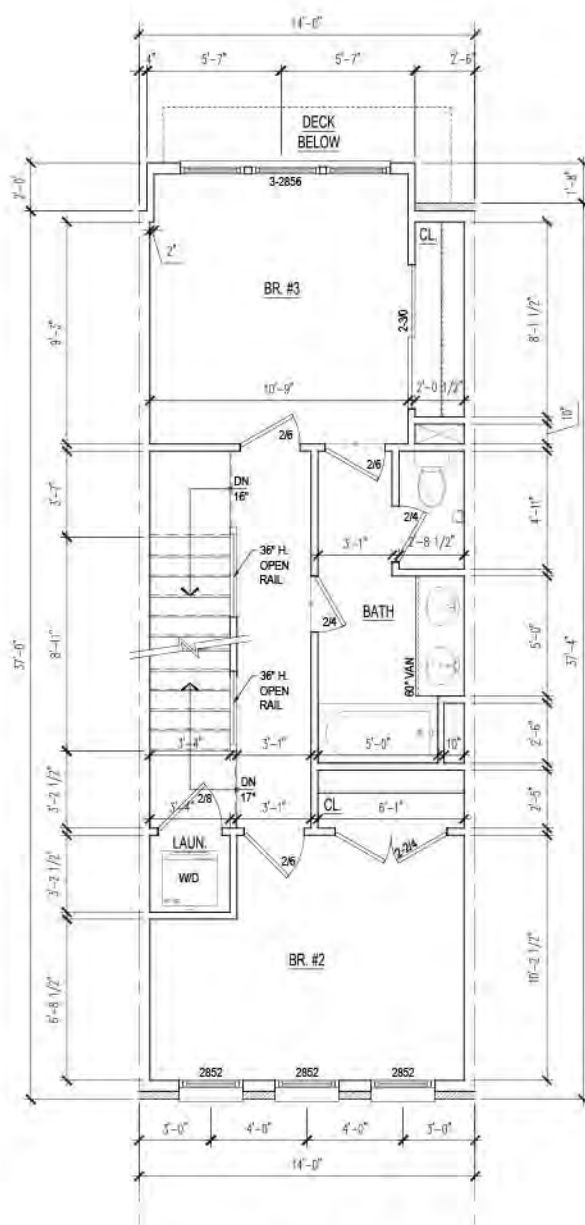 14'-0"
4" 5'-7" 5'-7" 2'-6"
DECK
BELOW
2'-0"
1'-8"
3-2856
2"
CL.
BR. #3
9'-5"
2-3/0
8'-1 1/2"
10'-9" 2'-0 1/2"
10"
2/6
2/6
DN
16"
3'-7"
2/4
4'-11"
36" H.
OPEN
RAIL
3'-1" 2'-8 1/2"
2/4
BATH
8'-11"
5'-0"
37'-0"
37'-4"
60" VAN
36" H.
OPEN
RAIL
3'-4" 3'-1" 5'-0" 10"
2'-6"
DN
17"
3'-4" 2/8 3'-1" CL 6'-1"
3'-2 1/2"
2'-5"
LAUN.
2/6
2-2/4
W/D
3'-2 1/2"
BR. #2
6'-8 1/2"
10'-2 1/2"
2852 2852 2852
3'-0" 4'-0" 4'-0" 3'-0"
14'-0"